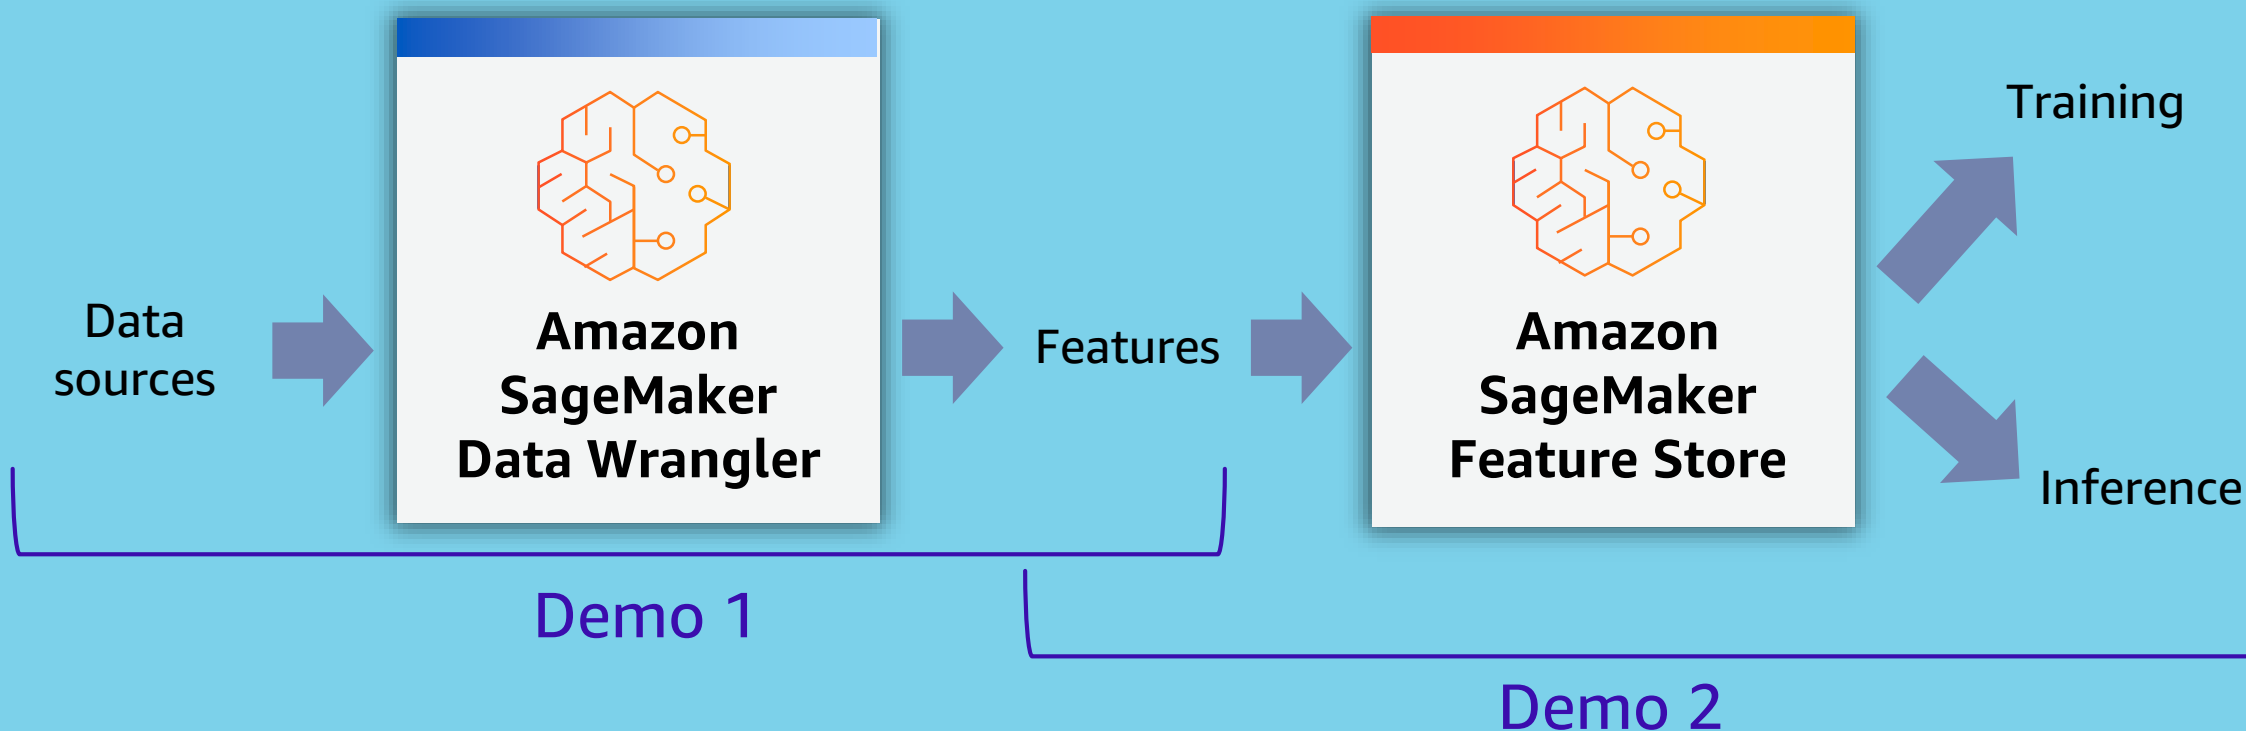 Data
sources
Amazon
SageMaker
Data Wrangler
Features
Amazon
SageMaker
Feature Store
Training
Inference
Demo 1
Demo 2